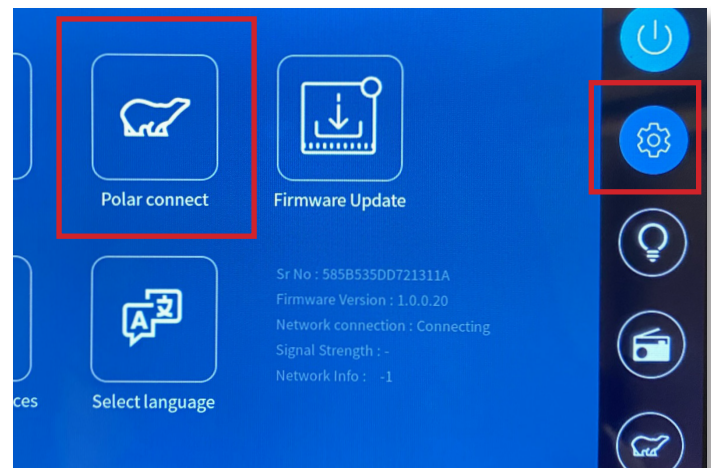 Polar connect
Firmware Update
Sr No : 585B535DD721311A
Firmware Version : 1.0.0.20
Network connection : Connecting
Signal Strength : -
Network Info : -1
A 文
ces
Select language